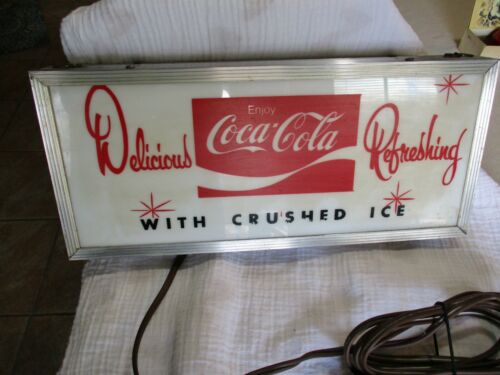 Delicious
Enjoy
Coca-Cola
Refreshing
WITH CRUSHED ICE